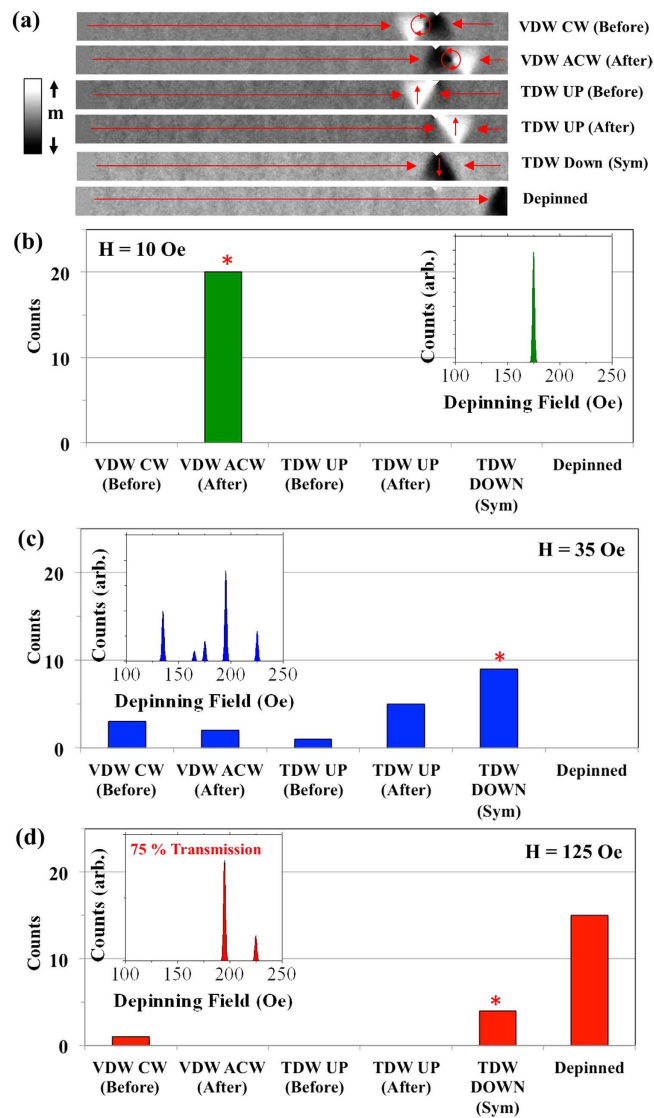 (a)
VDW CW (Before)
VDW ACW (After)
TDW UP (Before)
m
TDW UP (After)
TDW Down (Sym)
Depinned
(b)
H = 10 Oe
*
20
10
0
Counts
Counts (arb.)
100 150 200 250
Depinning Field (Oe)
VDW CW VDW ACW TDW UP TDW UP TDW Depinned
(Before) (After) (Before) (After) DOWN
(Sym)
(c)
H = 35 Oe
Counts (arb.)
100 150 200 250
Depinning Field (Oe)
20
10
0
Counts
*
VDW CW VDW ACW TDW UP TDW UP TDW Depinned
(Before) (After) (Before) (After) DOWN
(Sym)
(d)
75 % Transmission
H = 125 Oe
Counts (arb.)
100 150 200 250
Depinning Field (Oe)
20
10
0
Counts
*
VDW CW VDW ACW TDW UP TDW UP TDW Depinned
(Before) (After) (Before) (After) DOWN
(Sym)